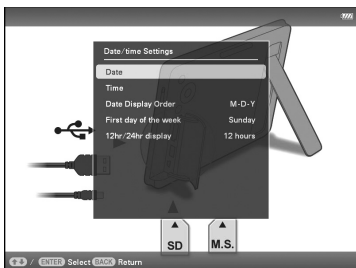 Date/time Settings
Date
Time
Date Display Order M-D-Y
First day of the week Sunday
12hr/24hr display 12 hours
SD M.S.
/ ENTER Select BACK Return